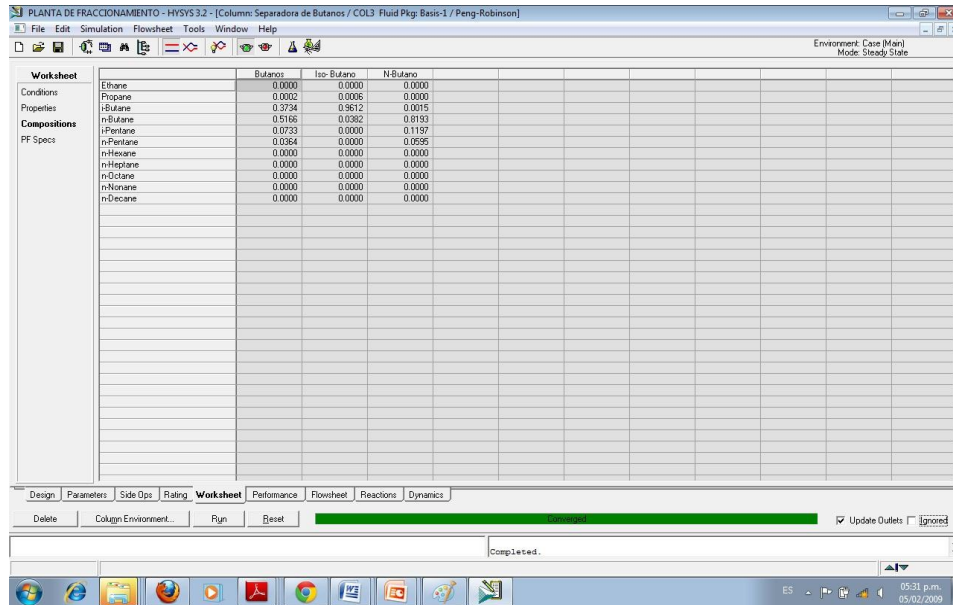 PLANTA DE FRACCIONAMIENTO - HYSYS 3.2 - [Column: Separadora de Butanos / COL3 Fluid Pkg: Basis-1 / Peng-Robinson]
File Edit Simulation Flowsheet Tools Window Help
Environment: Case (Main)
Mode: Steady State
Worksheet
Conditions
Properties
Compositions
PF Specs
Butanos Iso- Butano N-Butano
Ethane 0.0000 0.0000 0.0000
Propane 0.0002 0.0006 0.0000
i-Butane 0.3734 0.9612 0.0015
n-Butane 0.5166 0.0382 0.8193
i-Pentane 0.0733 0.0000 0.1197
n-Pentane 0.0364 0.0000 0.0595
n-Hexane 0.0000 0.0000 0.0000
n-Heptane 0.0000 0.0000 0.0000
n-Octane 0.0000 0.0000 0.0000
n-Nonane 0.0000 0.0000 0.0000
n-Decane 0.0000 0.0000 0.0000
Design Parameters Side Ops Rating Worksheet Performance Flowsheet Reactions Dynamics
Delete Column Environment... Run Reset Converged Update Outlets Ignored
Completed.
ES 05:31 p.m.
05/02/2009